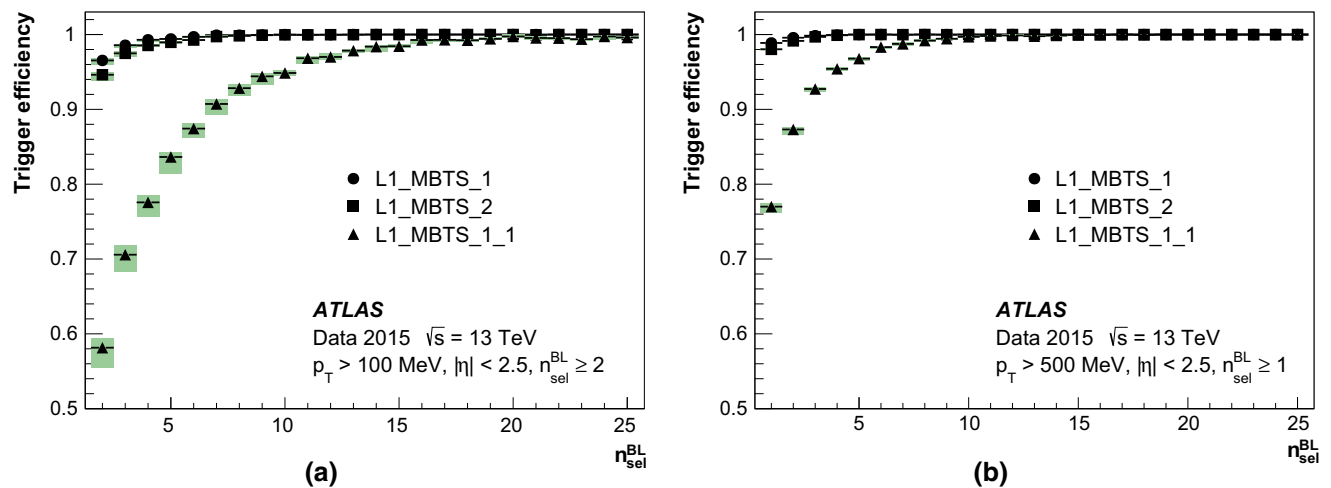 Trigger efficiency
1
0.9
0.8
0.7
0.6
0.5
L1_MBTS_1
L1_MBTS_2
L1_MBTS_1_1
ATLAS
Data 2015 √s = 13 TeV
p_T > 100 MeV, |η| < 2.5, n_sel^BL ≥ 2
5 10 15 20 25
n_sel^BL
(a)
Trigger efficiency
1
0.9
0.8
0.7
0.6
0.5
L1_MBTS_1
L1_MBTS_2
L1_MBTS_1_1
ATLAS
Data 2015 √s = 13 TeV
p_T > 500 MeV, |η| < 2.5, n_sel^BL ≥ 1
5 10 15 20 25
n_sel^BL
(b)